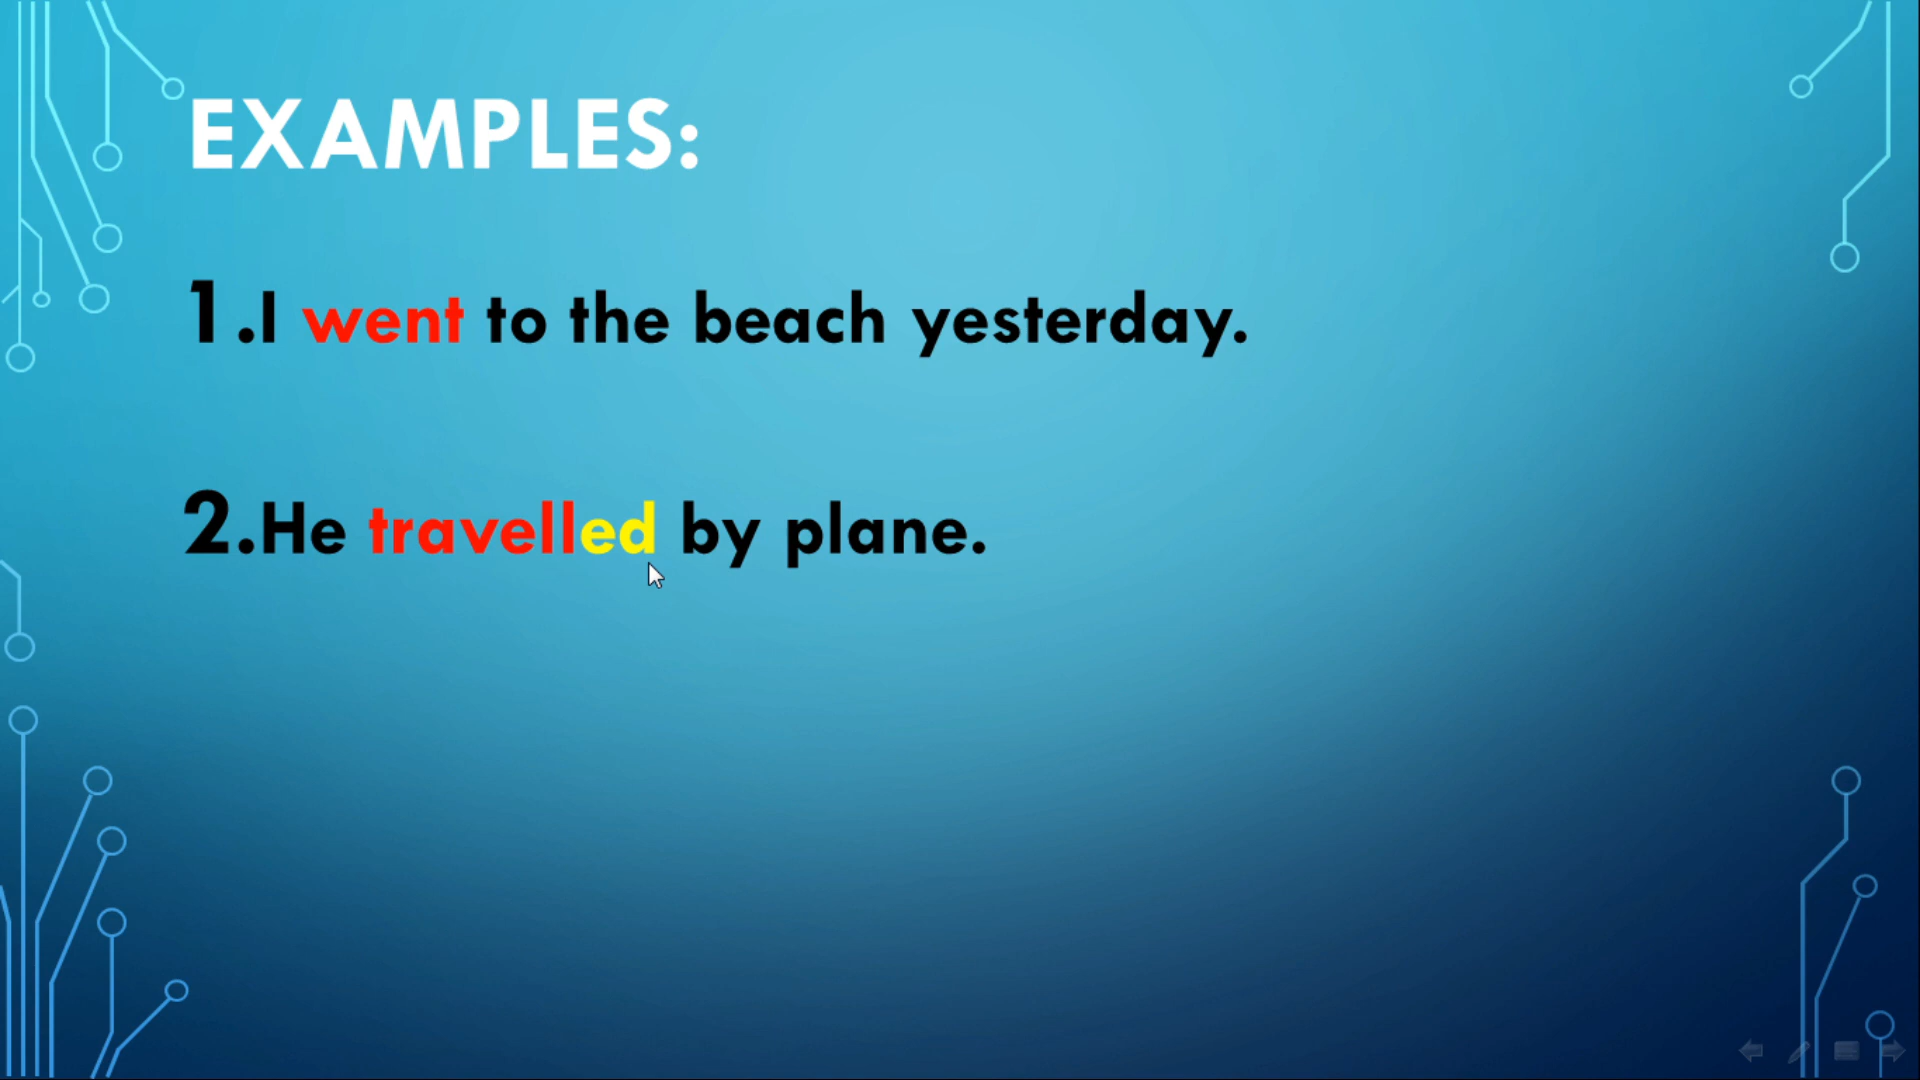 EXAMPLES:
1.I went to the beach yesterday.
2.He travelled by plane.